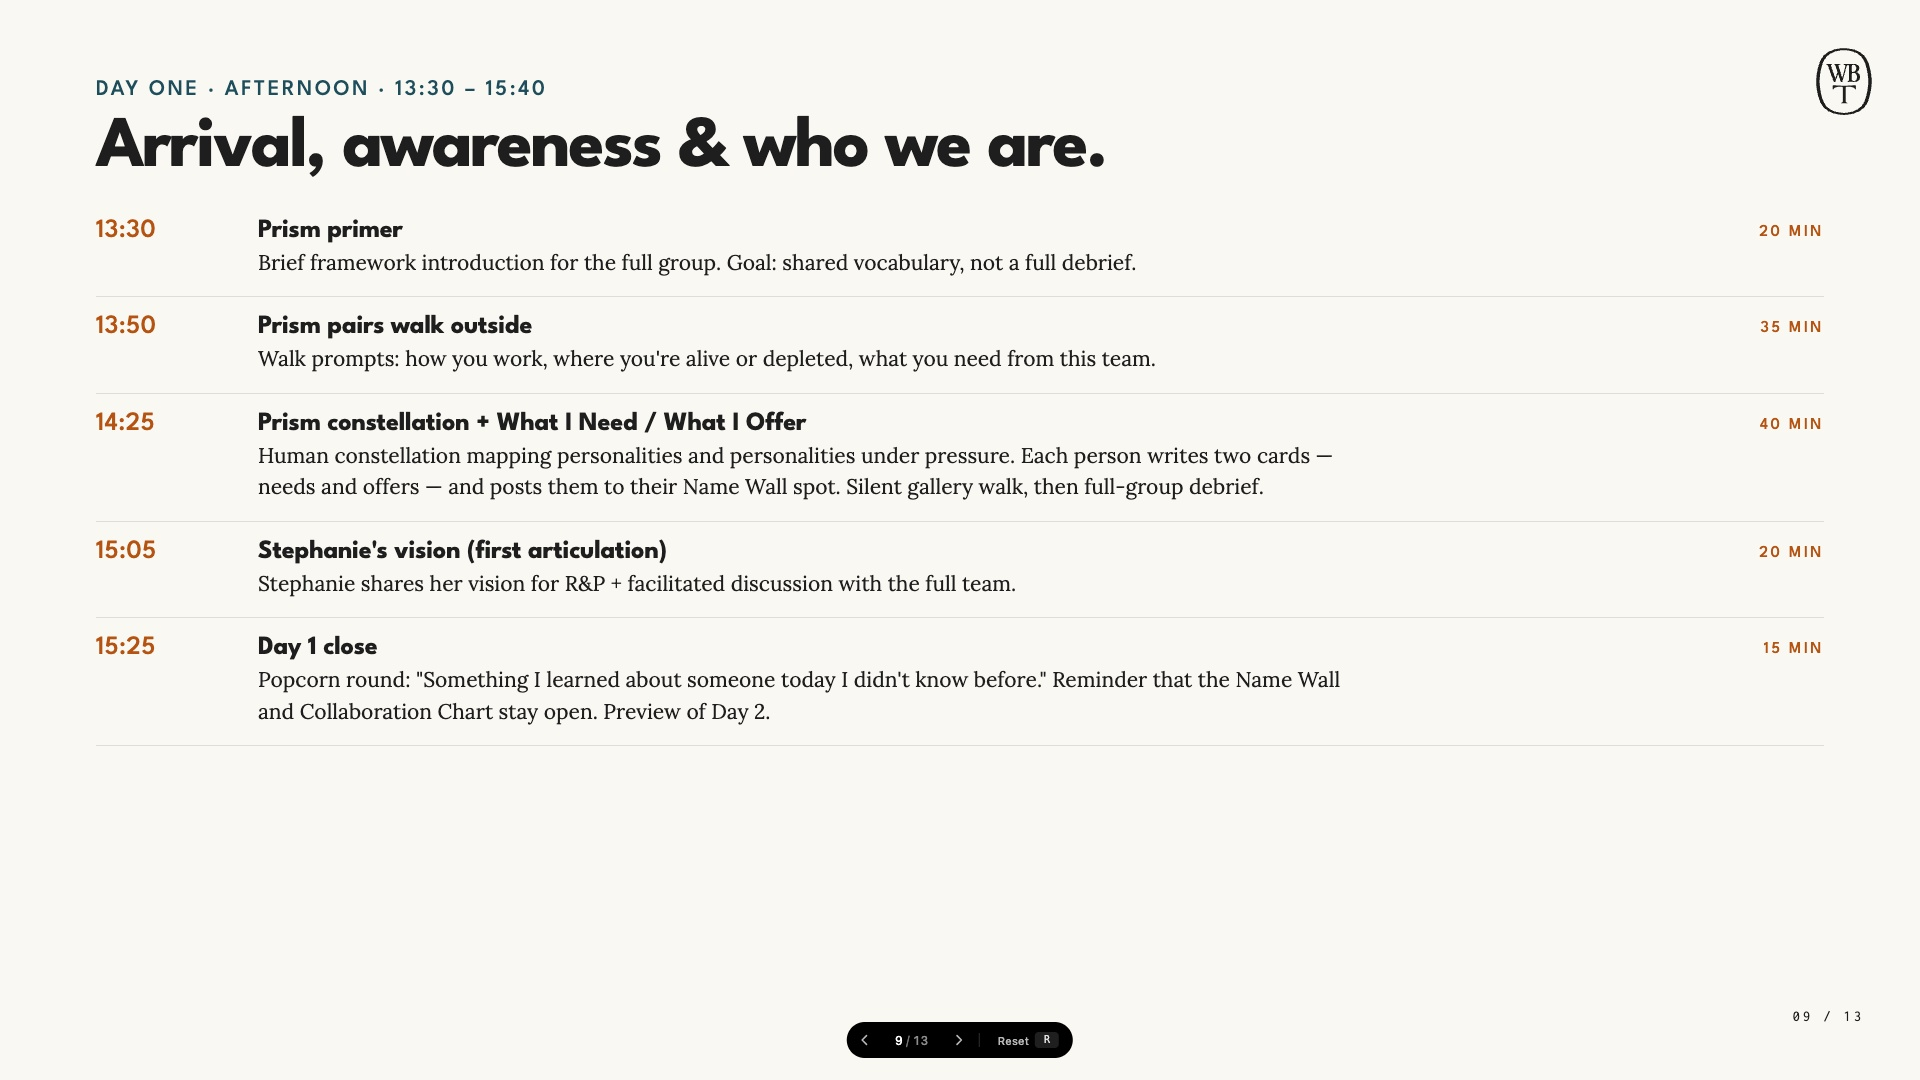 DAY ONE · AFTERNOON · 13:30 – 15:40
WB
T
Arrival, awareness & who we are.
13:30 Prism primer 20 MIN
Brief framework introduction for the full group. Goal: shared vocabulary, not a full debrief.
13:50 Prism pairs walk outside 35 MIN
Walk prompts: how you work, where you're alive or depleted, what you need from this team.
14:25 Prism constellation + What I Need / What I Offer 40 MIN
Human constellation mapping personalities and personalities under pressure. Each person writes two cards —
needs and offers — and posts them to their Name Wall spot. Silent gallery walk, then full-group debrief.
15:05 Stephanie's vision (first articulation) 20 MIN
Stephanie shares her vision for R&P + facilitated discussion with the full team.
15:25 Day 1 close 15 MIN
Popcorn round: "Something I learned about someone today I didn't know before." Reminder that the Name Wall
and Collaboration Chart stay open. Preview of Day 2.
09 / 13
9 / 13 Reset R